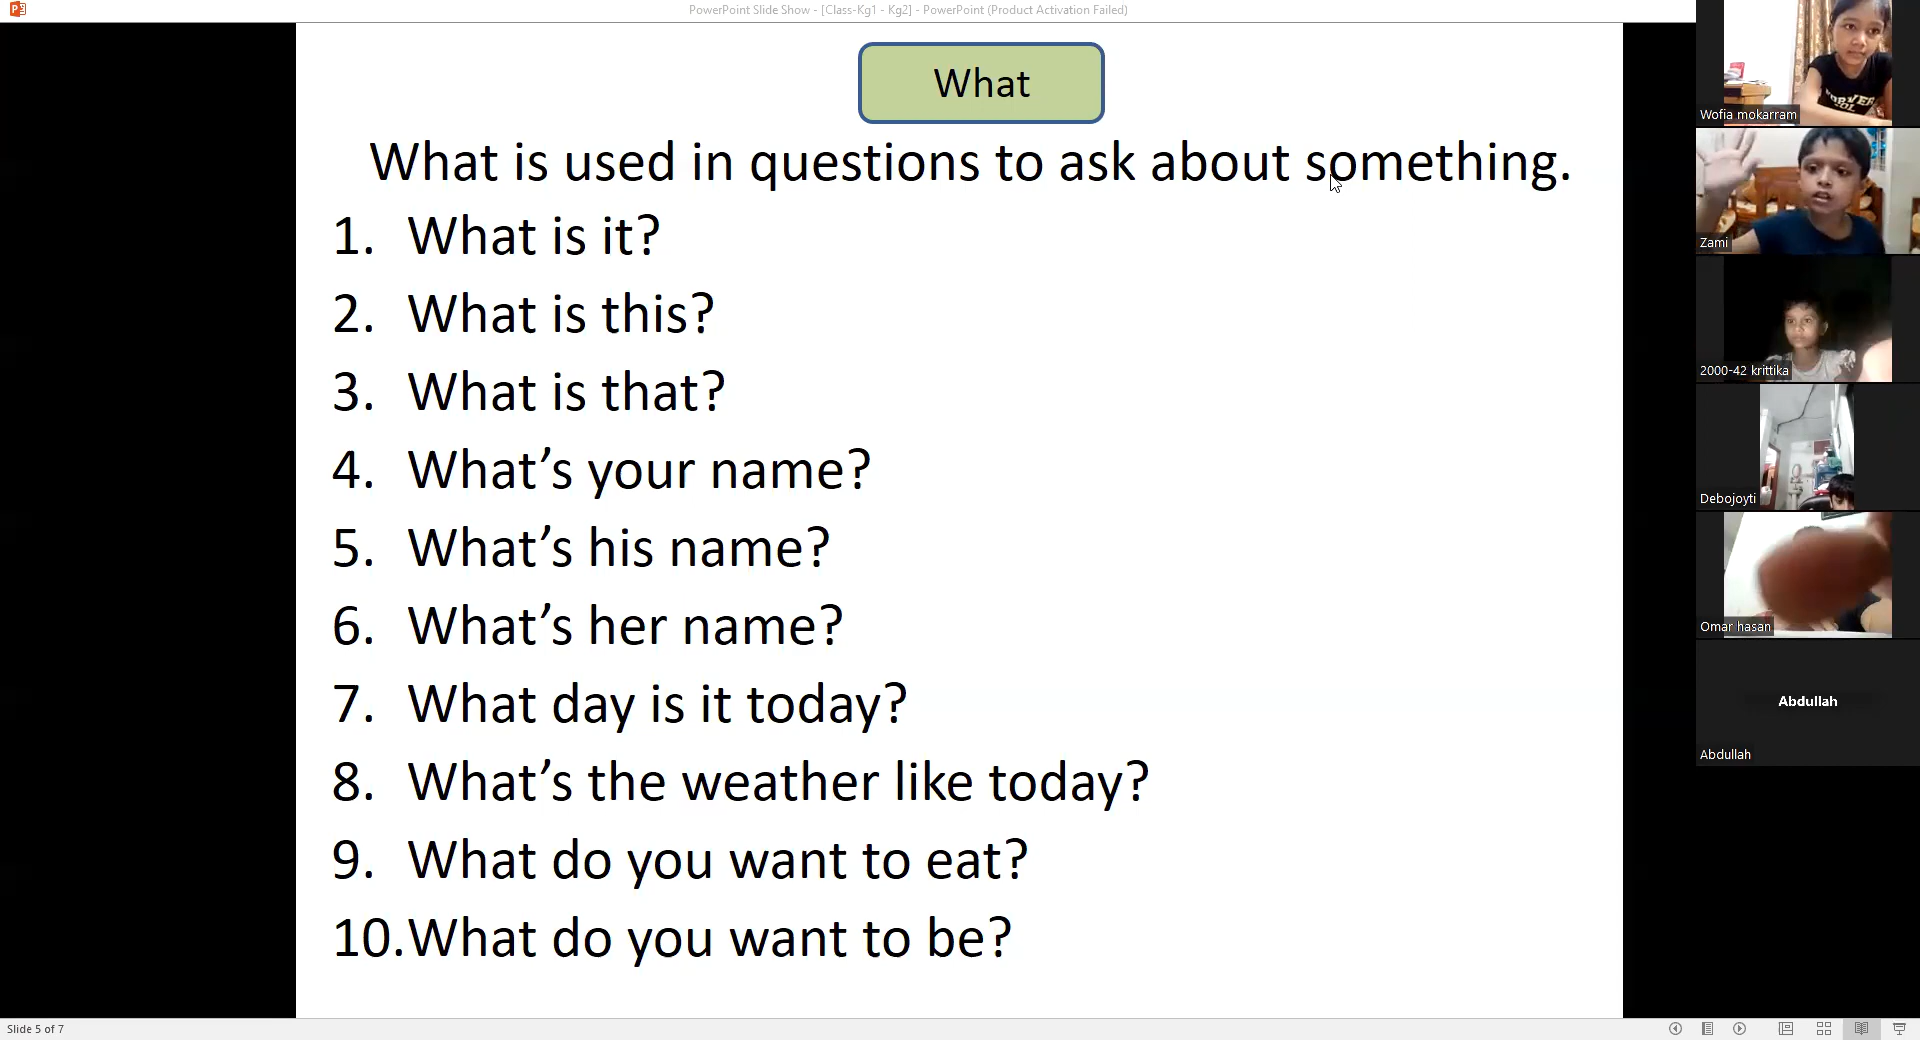 PowerPoint Slide Show - [Class-Kg1 - Kg2] - PowerPoint (Product Activation Failed)
What
What is used in questions to ask about something.
1. What is it?
2. What is this?
3. What is that?
4. What’s your name?
5. What’s his name?
6. What’s her name?
7. What day is it today?
8. What’s the weather like today?
9. What do you want to eat?
10. What do you want to be?
Wofia mokarram
Zami
2000-42 krittika
Debojoyti
Omar hasan
Abdullah
Abdullah
Slide 5 of 7